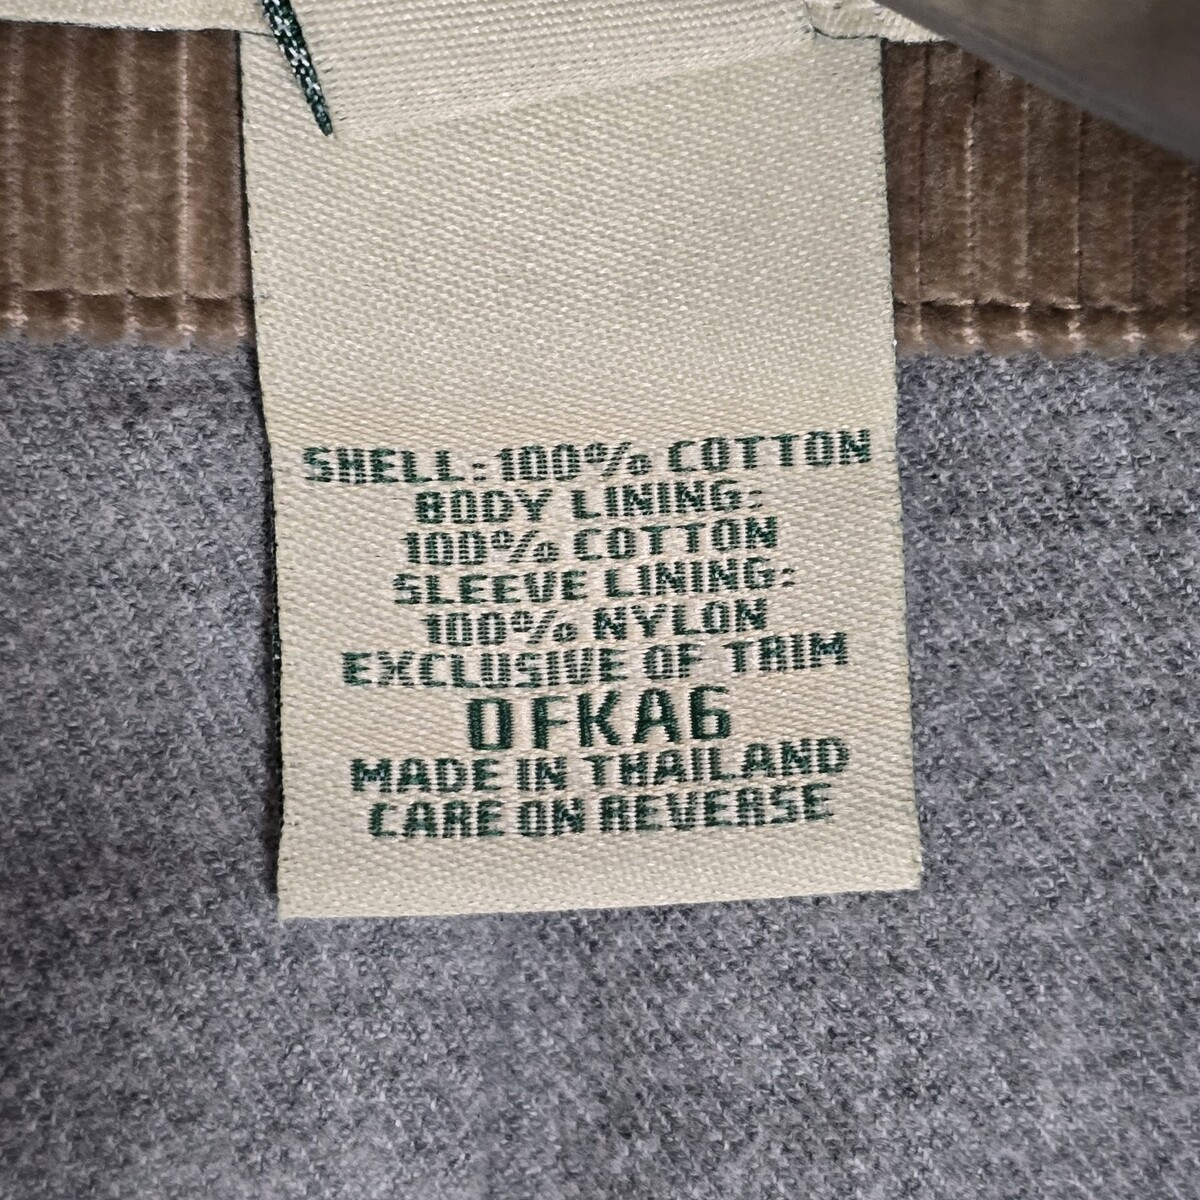 SHELL:100% COTTON
BODY LINING:
100% COTTON
SLEEVE LINING:
100% NYLON
EXCLUSIVE OF TRIM
0FKA6
MADE IN THAILAND
CARE ON REVERSE